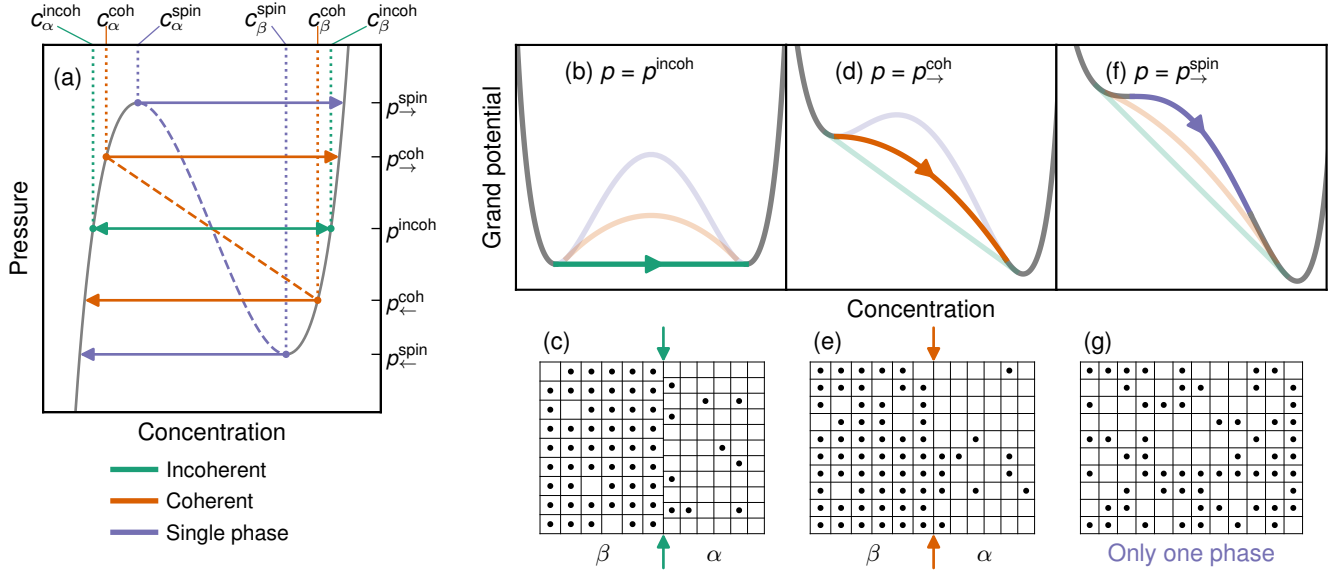 c_α^incoh c_α^coh c_α^spin c_β^spin c_β^coh c_β^incoh
(a)
Pressure
p_→^spin
p_→^coh
p^incoh
p_←^coh
p_←^spin
Concentration
Incoherent
Coherent
Single phase
Grand potential
(b) p = p^incoh
(d) p = p_→^coh
(f) p = p_→^spin
Concentration
(c)
β α
(e)
β α
(g)
Only one phase